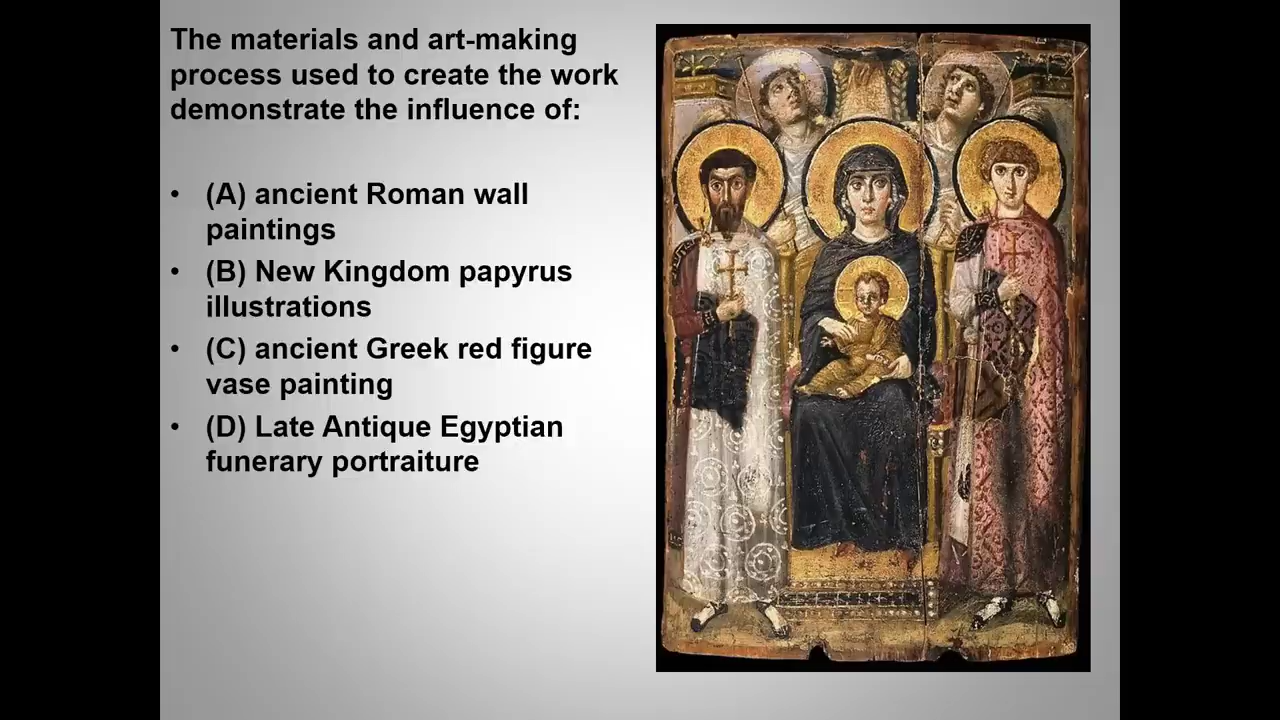 The materials and art-making
process used to create the work
demonstrate the influence of:
• (A) ancient Roman wall
paintings
• (B) New Kingdom papyrus
illustrations
• (C) ancient Greek red figure
vase painting
• (D) Late Antique Egyptian
funerary portraiture